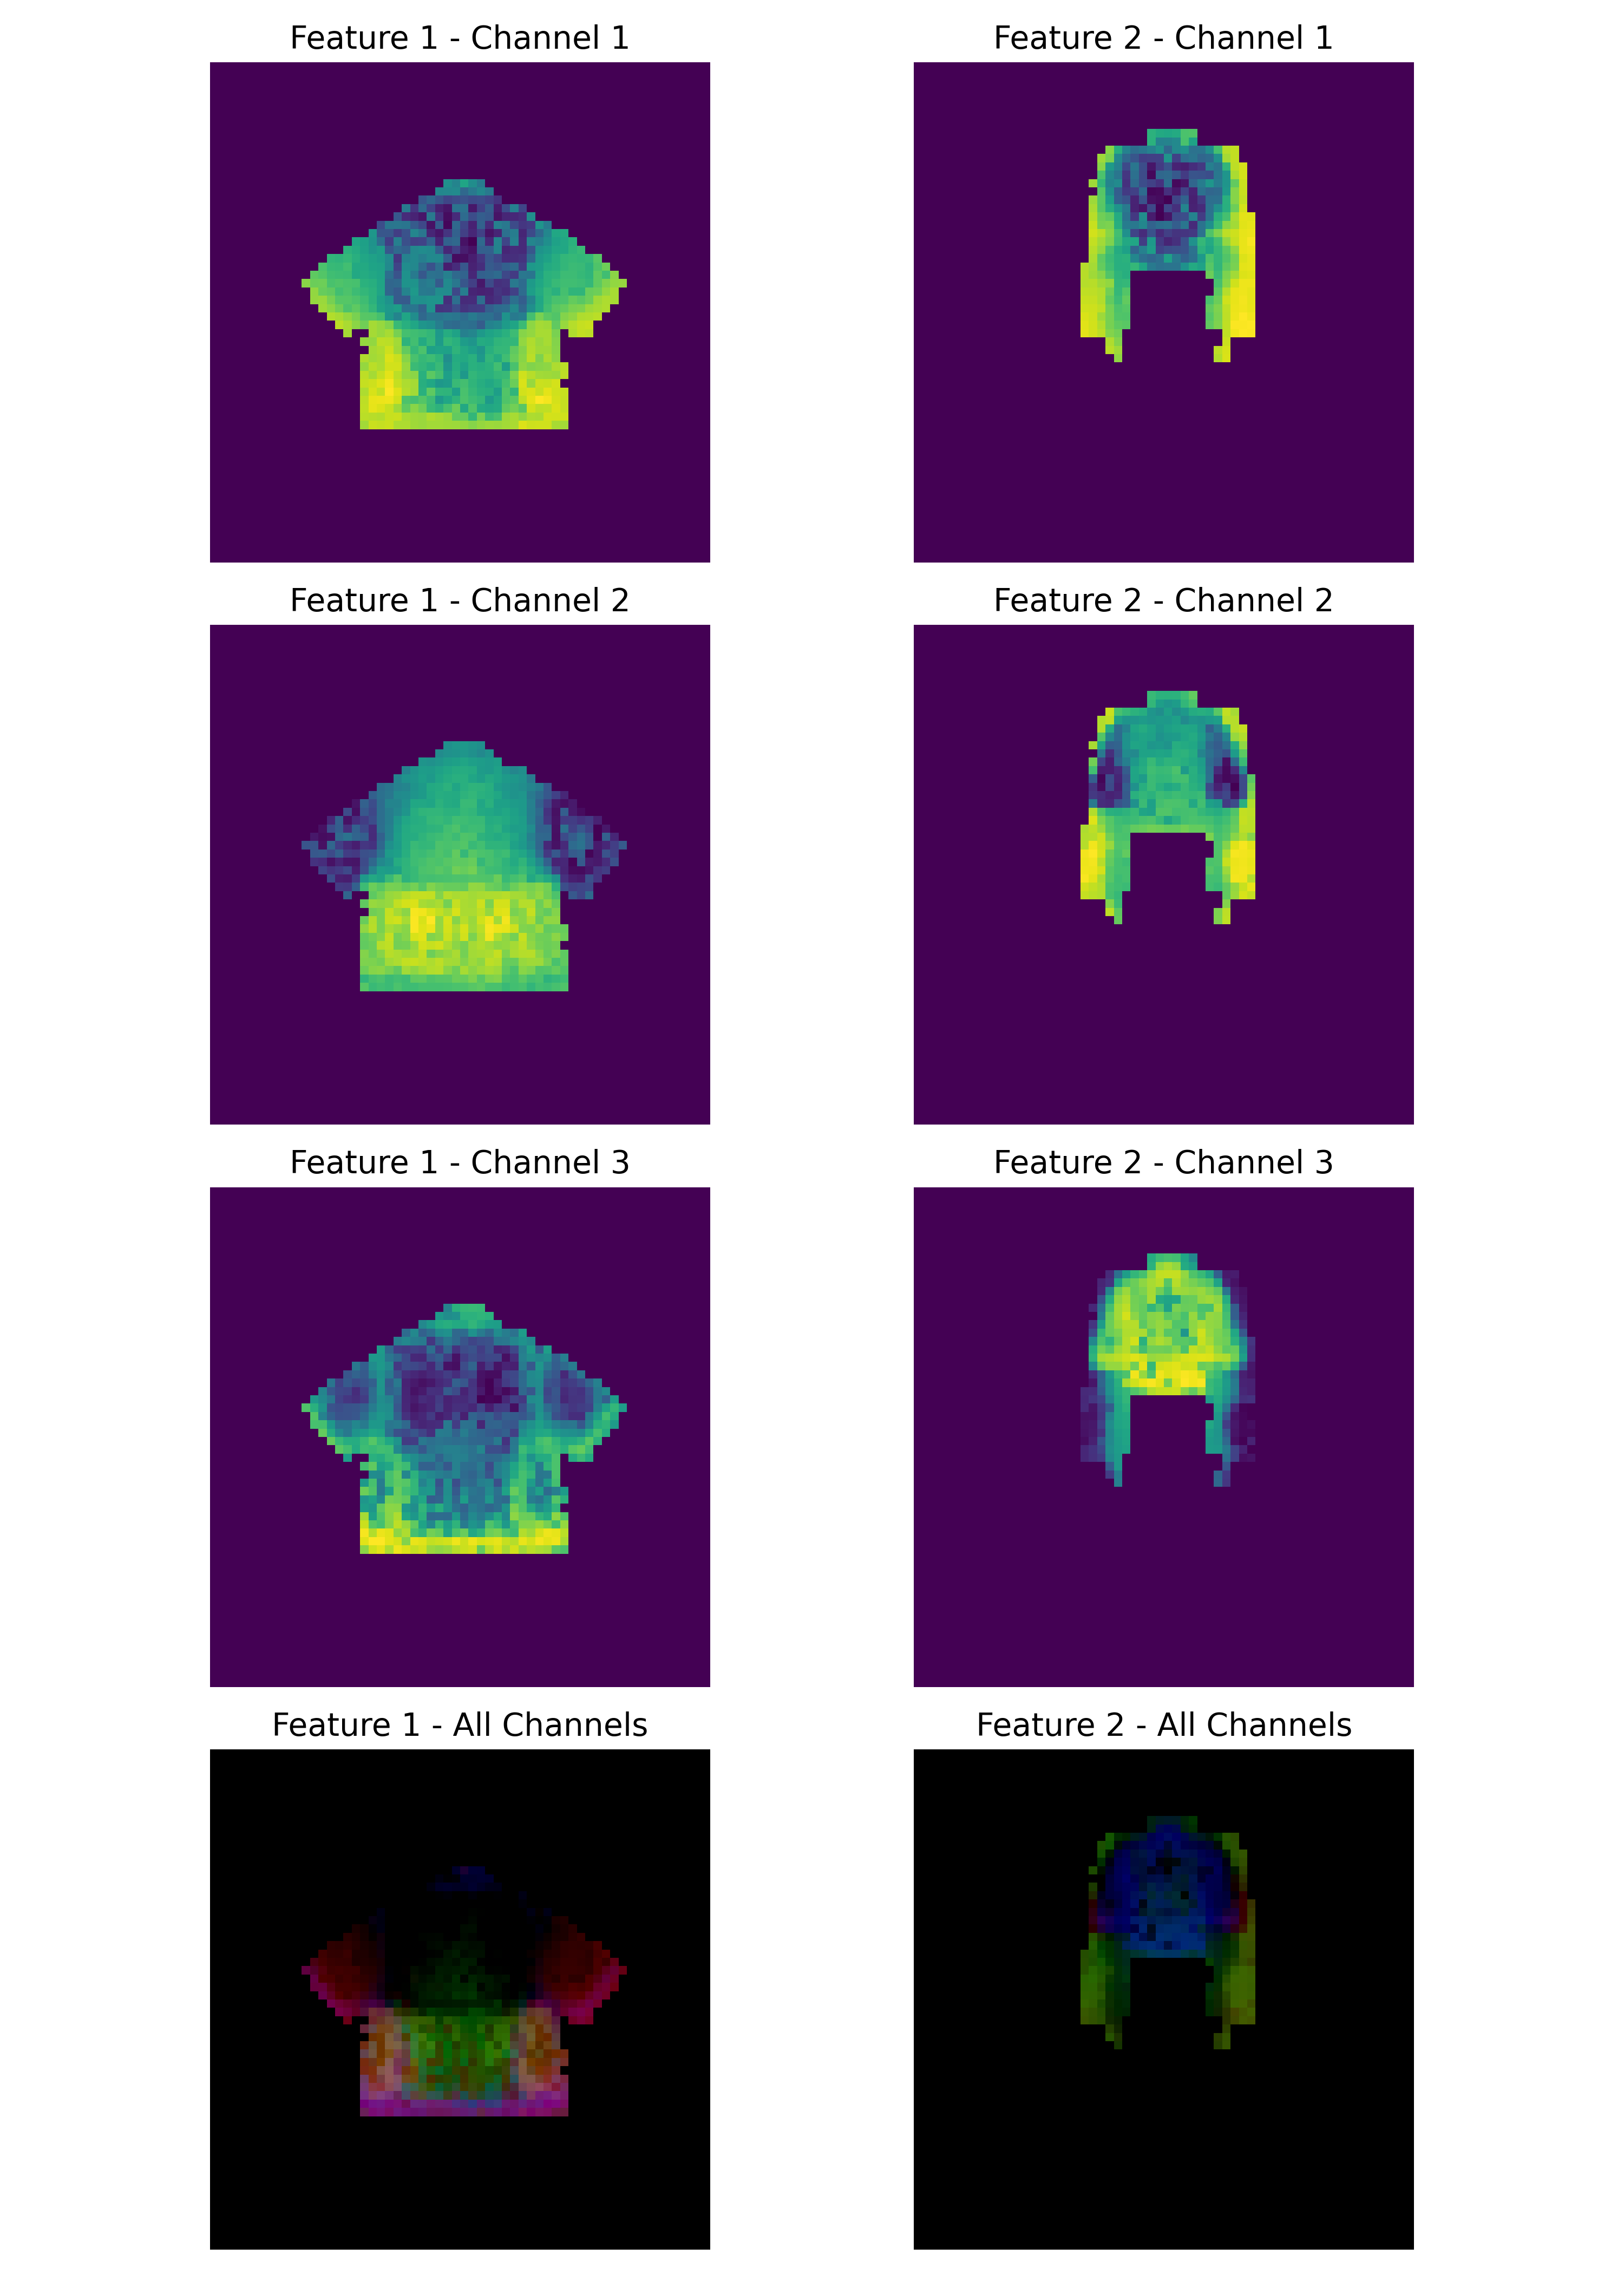 Feature 1 - Channel 1
Feature 2 - Channel 1
Feature 1 - Channel 2
Feature 2 - Channel 2
Feature 1 - Channel 3
Feature 2 - Channel 3
Feature 1 - All Channels
Feature 2 - All Channels